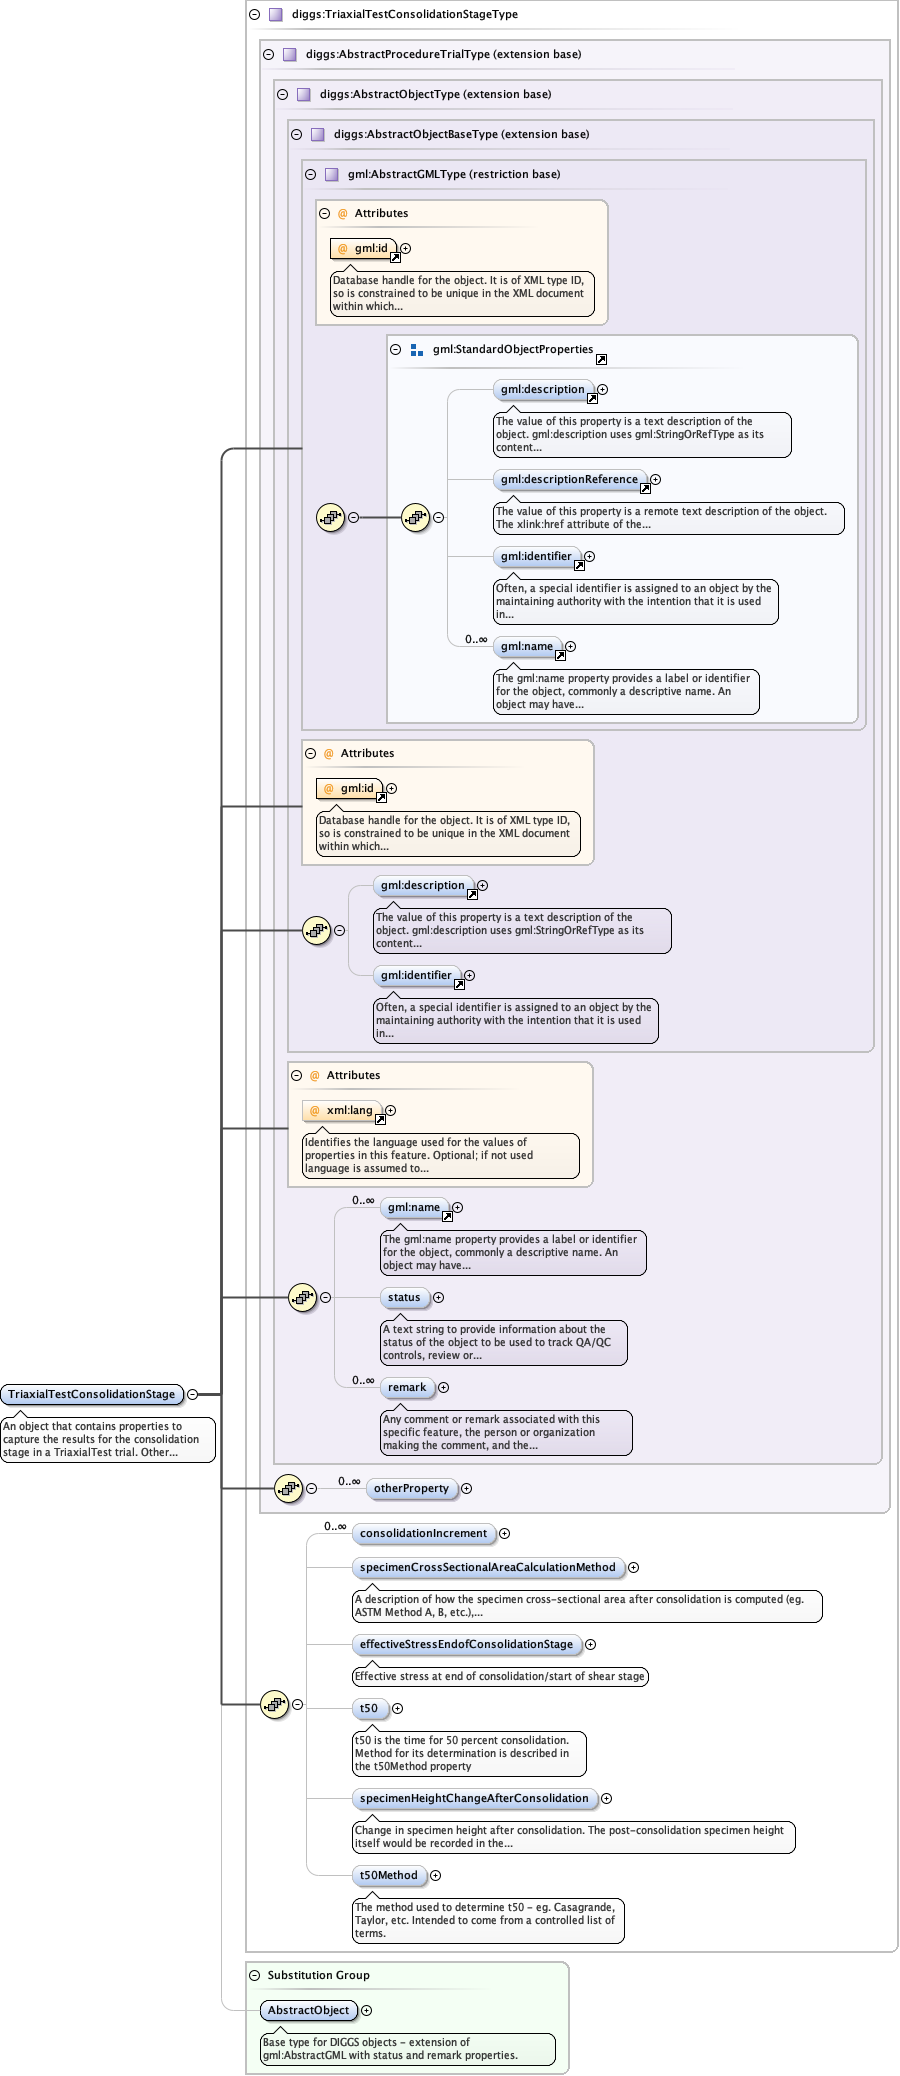 diggs:TriaxialTestConsolidationStageType
diggs:AbstractProcedureTrialType (extension base)
diggs:AbstractObjectType (extension base)
diggs:AbstractObjectBaseType (extension base)
gml:AbstractGMLType (restriction base)
@ Attributes
@ gml:id
Database handle for the object. It is of XML type ID,
so is constrained to be unique in the XML document
within which...
gml:StandardObjectProperties
gml:description
The value of this property is a text description of the
object. gml:description uses gml:StringOrRefType as its
content...
gml:descriptionReference
The value of this property is a remote text description of the object.
The xlink:href attribute of the...
gml:identifier
Often, a special identifier is assigned to an object by the
maintaining authority with the intention that it is used
in...
0..∞
gml:name
The gml:name property provides a label or identifier
for the object, commonly a descriptive name. An
object may have...
@ Attributes
@ gml:id
Database handle for the object. It is of XML type ID,
so is constrained to be unique in the XML document
within which...
gml:description
The value of this property is a text description of the
object. gml:description uses gml:StringOrRefType as its
content...
gml:identifier
Often, a special identifier is assigned to an object by the
maintaining authority with the intention that it is used
in...
@ Attributes
@ xml:lang
Identifies the language used for the values of
properties in this feature. Optional; if not used
language is assumed to...
0..∞
gml:name
The gml:name property provides a label or identifier
for the object, commonly a descriptive name. An
object may have...
status
A text string to provide information about the
status of the object to be used to track QA/QC
controls, review or...
0..∞
remark
Any comment or remark associated with this
specific feature, the person or organization
making the comment, and the...
TriaxialTestConsolidationStage
An object that contains properties to
capture the results for the consolidation
stage in a TriaxialTest trial. Other...
0..∞
otherProperty
0..∞
consolidationIncrement
specimenCrossSectionalAreaCalculationMethod
A description of how the specimen cross-sectional area after consolidation is computed (eg.
ASTM Method A, B, etc.),...
effectiveStressEndofConsolidationStage
Effective stress at end of consolidation/start of shear stage
t50
t50 is the time for 50 percent consolidation.
Method for its determination is described in
the t50Method property
specimenHeightChangeAfterConsolidation
Change in specimen height after consolidation. The post-consolidation specimen height
itself would be recorded in the...
t50Method
The method used to determine t50 - eg. Casagrande,
Taylor, etc. Intended to come from a controlled list of
terms.
Substitution Group
AbstractObject
Base type for DIGGS objects - extension of
gml:AbstractGML with status and remark properties.